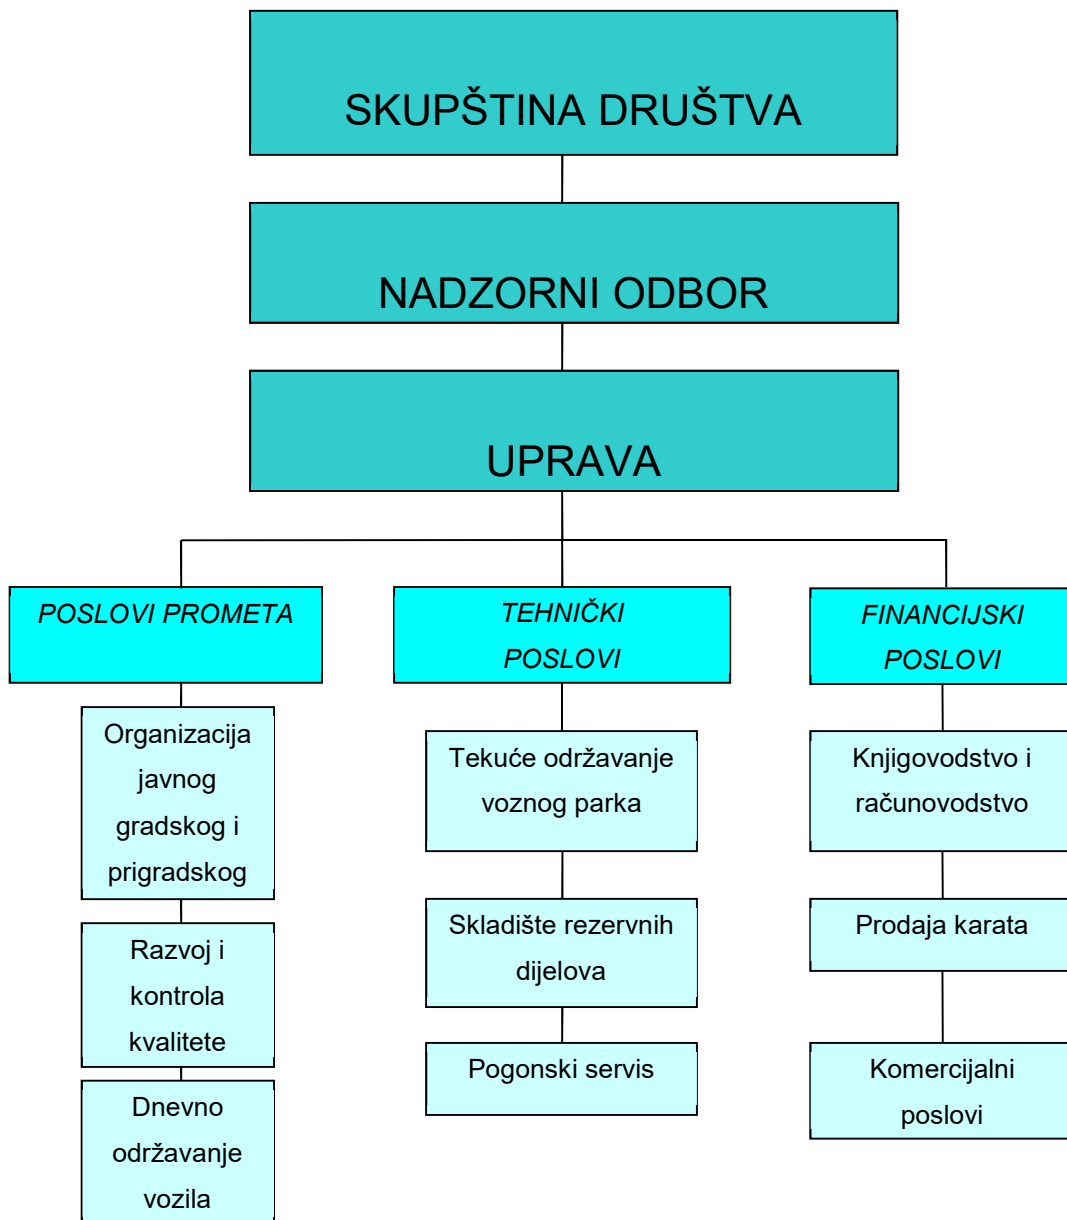 SKUPŠTINA DRUŠTVA
NADZORNI ODBOR
UPRAVA
POSLOVI PROMETA
TEHNIČKI
POSLOVI
FINANCIJSKI
POSLOVI
Organizacija
javnog
gradskog i
prigradskog
Razvoj i
kontrola
kvalitete
Dnevno
održavanje
vozila
Tekuće održavanje
voznog parka
Skladište rezervnih
dijelova
Pogonski servis
Knjigovodstvo i
računovodstvo
Prodaja karata
Komercijalni
poslovi